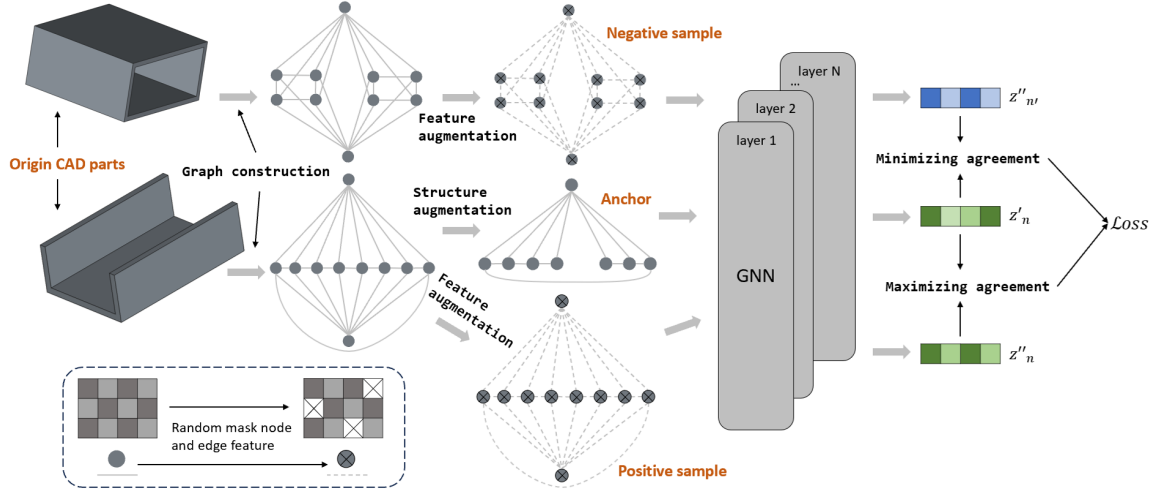 Negative sample
Feature
augmentation
Origin CAD parts
Graph construction
Structure
augmentation
Anchor
Feature
augmentation
Positive sample
Random mask node
and edge feature
layer N
...
layer 2
layer 1
GNN
z''ₙ′
Minimizing agreement
z'ₙ
ℒoss
Maximizing agreement
z''ₙ